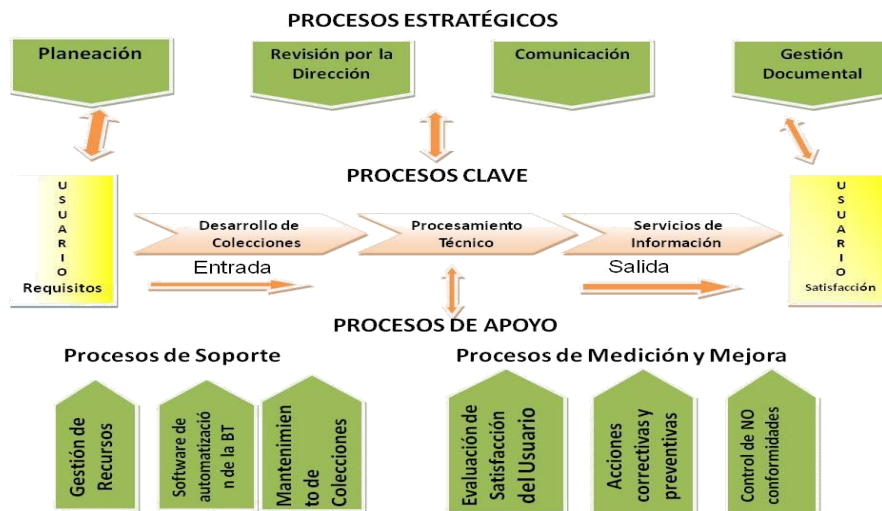 PROCESOS ESTRATÉGICOS
Planeación
Revisión por la
Dirección
Comunicación
Gestión
Documental
PROCESOS CLAVE
USUARIO
Requisitos
Desarrollo de
Colecciones
Procesamiento
Técnico
Servicios de
Información
Entrada
Salida
USUARIO
Satisfacción
PROCESOS DE APOYO
Procesos de Soporte
Procesos de Medición y Mejora
Gestión de
Recursos
Software de
automatizació
n de la BT
Mantenimien
to de
Colecciones
Evaluación de
Satisfacción
del Usuario
Acciones
correctivas y
preventivas
Control de NO
conformidades